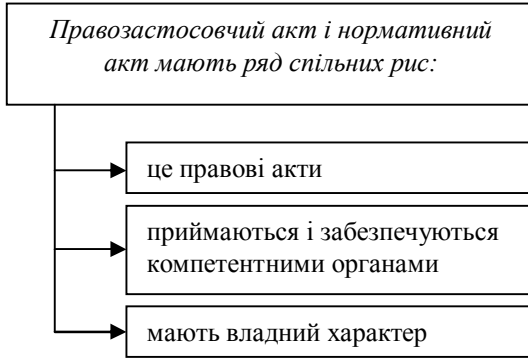 Правозастосовчий акт і нормативний
акт мають ряд спільних рис:
це правові акти
приймаються і забезпечуються
компетентними органами
мають владний характер